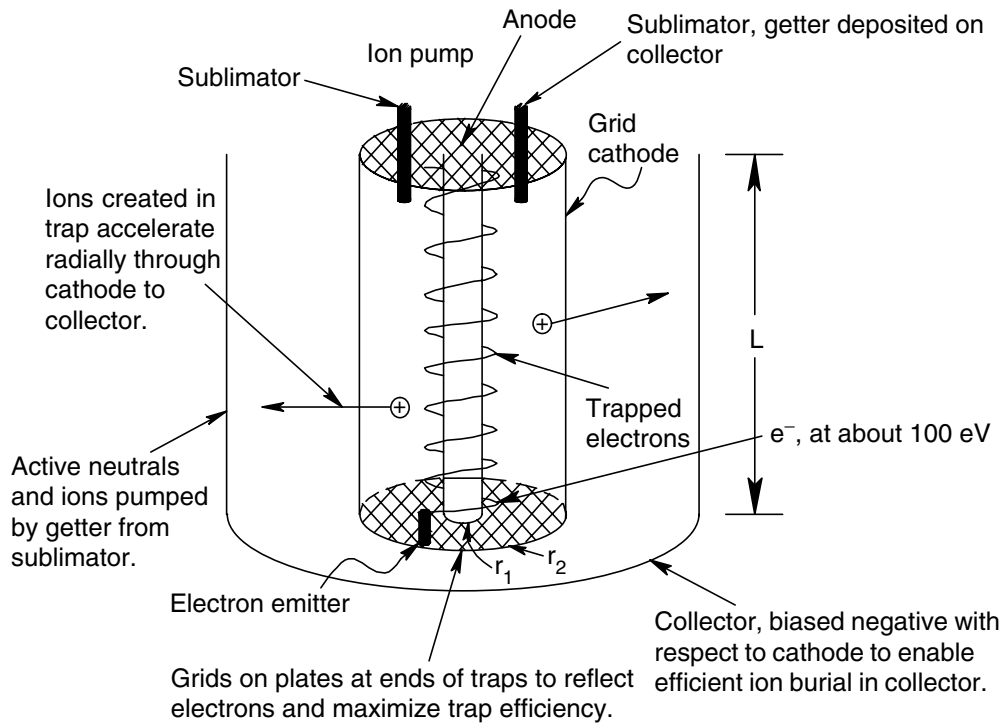 Anode
Sublimator, getter deposited on
collector
Ion pump
Sublimator
Grid
cathode
Ions created in
trap accelerate
radially through
cathode to
collector.
+
+
L
Trapped
electrons
e−, at about 100 eV
Active neutrals
and ions pumped
by getter from
sublimator.
r1
r2
Electron emitter
Collector, biased negative with
respect to cathode to enable
efficient ion burial in collector.
Grids on plates at ends of traps to reflect
electrons and maximize trap efficiency.